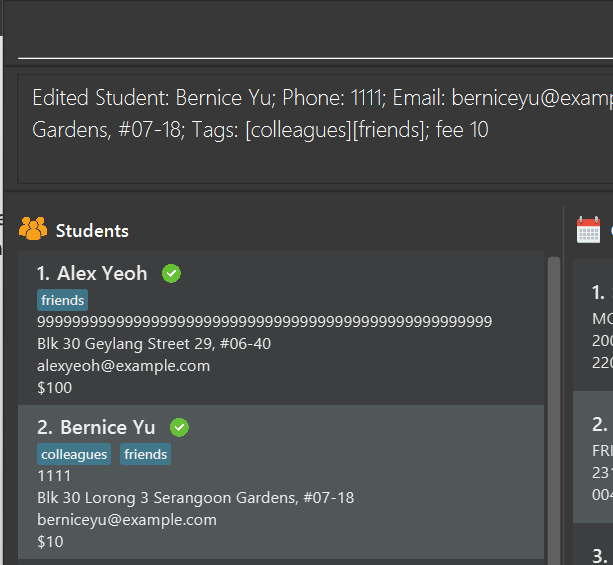 Edited Student: Bernice Yu; Phone: 1111; Email: berniceyu@examp
Gardens, #07-18; Tags: [colleagues][friends]; fee 10
Students
1. Alex Yeoh
friends
Blk 30 Geylang Street 29, #06-40
alexyeoh@example.com
$100
2. Bernice Yu
colleagues friends
1111
Blk 30 Lorong 3 Serangoon Gardens, #07-18
berniceyu@example.com
$10
1.
MO
200
220
2.
FRI
231
004
3.